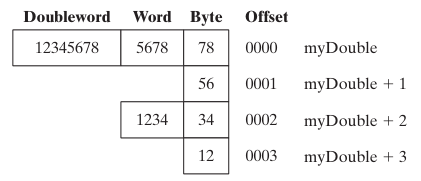 Doubleword Word Byte Offset
12345678 5678 78 0000 myDouble
56 0001 myDouble + 1
1234 34 0002 myDouble + 2
12 0003 myDouble + 3